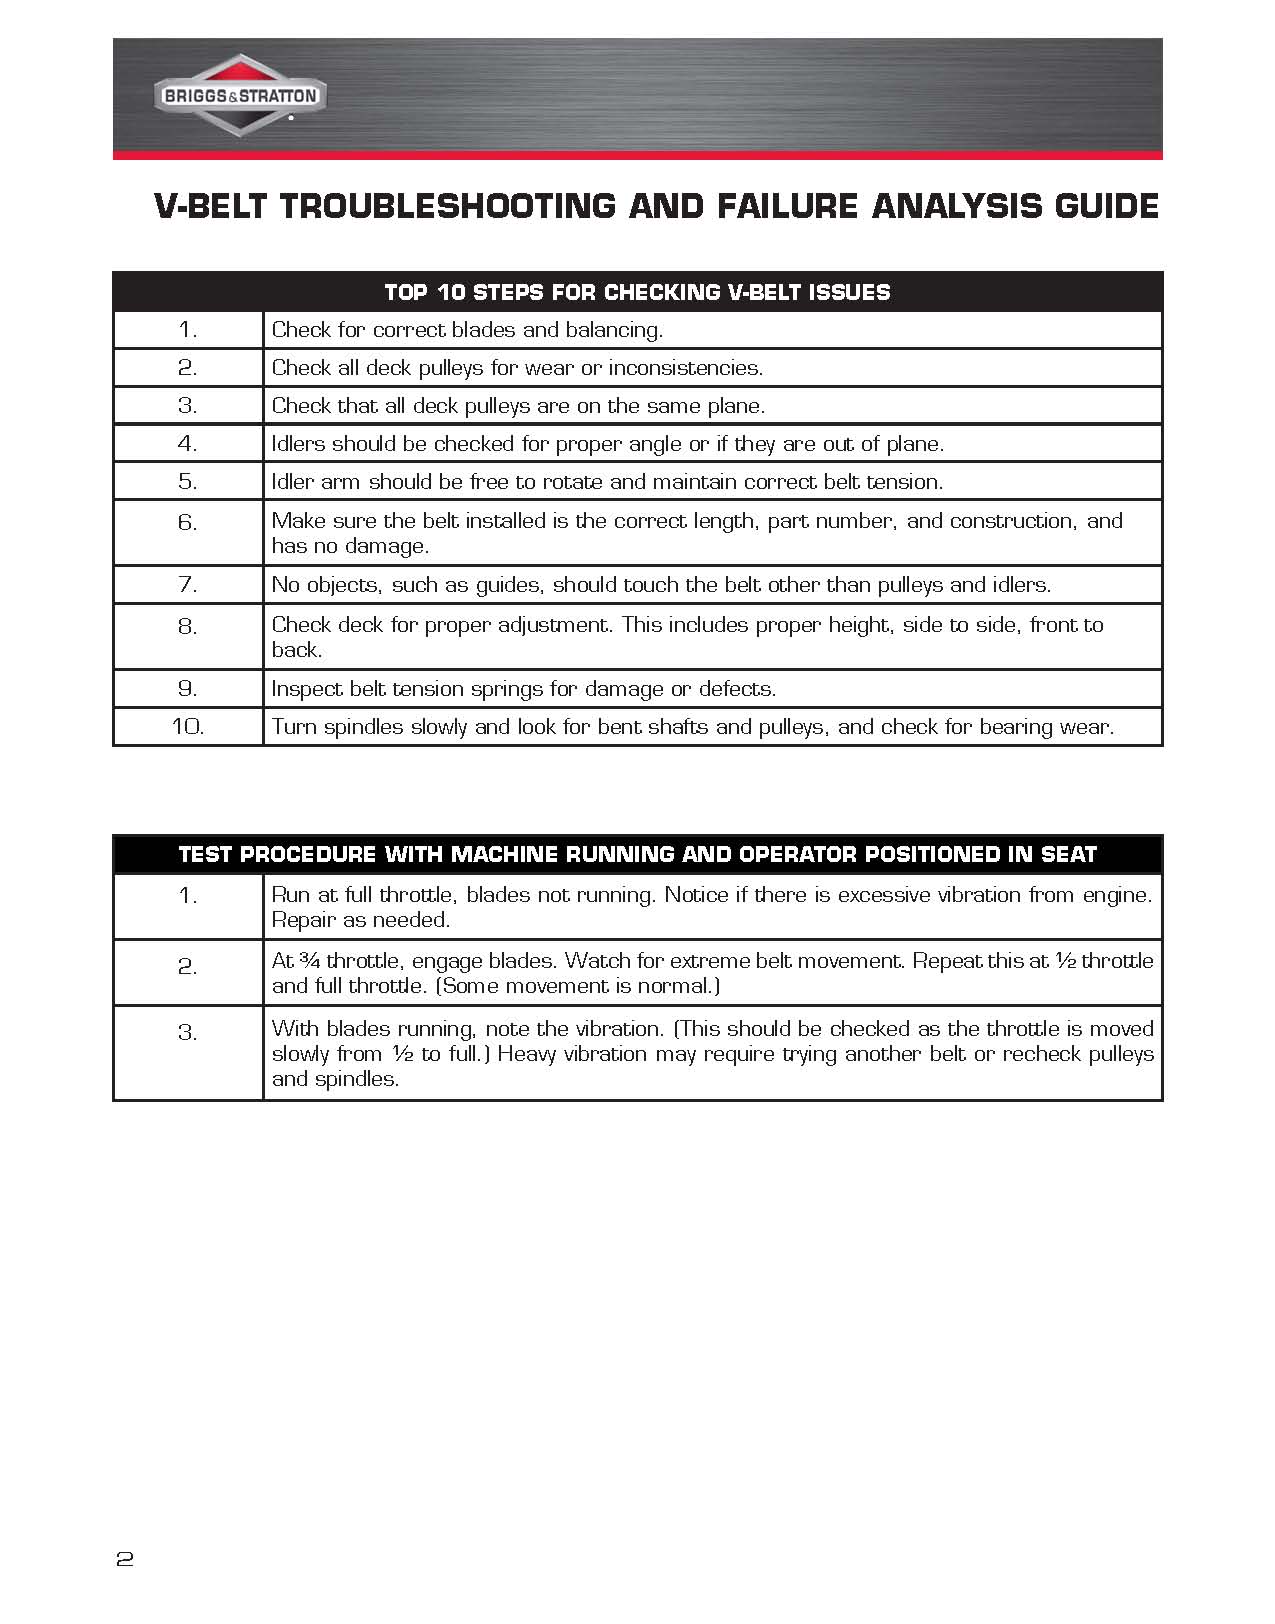 BRIGGS & STRATTON
V-BELT TROUBLESHOOTING AND FAILURE ANALYSIS GUIDE
TOP 10 STEPS FOR CHECKING V-BELT ISSUES
1. Check for correct blades and balancing.
2. Check all deck pulleys for wear or inconsistencies.
3. Check that all deck pulleys are on the same plane.
4. Idlers should be checked for proper angle or if they are out of plane.
5. Idler arm should be free to rotate and maintain correct belt tension.
6. Make sure the belt installed is the correct length, part number, and construction, and
has no damage.
7. No objects, such as guides, should touch the belt other than pulleys and idlers.
8. Check deck for proper adjustment. This includes proper height, side to side, front to
back.
9. Inspect belt tension springs for damage or defects.
10. Turn spindles slowly and look for bent shafts and pulleys, and check for bearing wear.
TEST PROCEDURE WITH MACHINE RUNNING AND OPERATOR POSITIONED IN SEAT
1. Run at full throttle, blades not running. Notice if there is excessive vibration from engine.
Repair as needed.
2. At ¾ throttle, engage blades. Watch for extreme belt movement. Repeat this at ½ throttle
and full throttle. (Some movement is normal.)
3. With blades running, note the vibration. (This should be checked as the throttle is moved
slowly from ½ to full.) Heavy vibration may require trying another belt or recheck pulleys
and spindles.
2